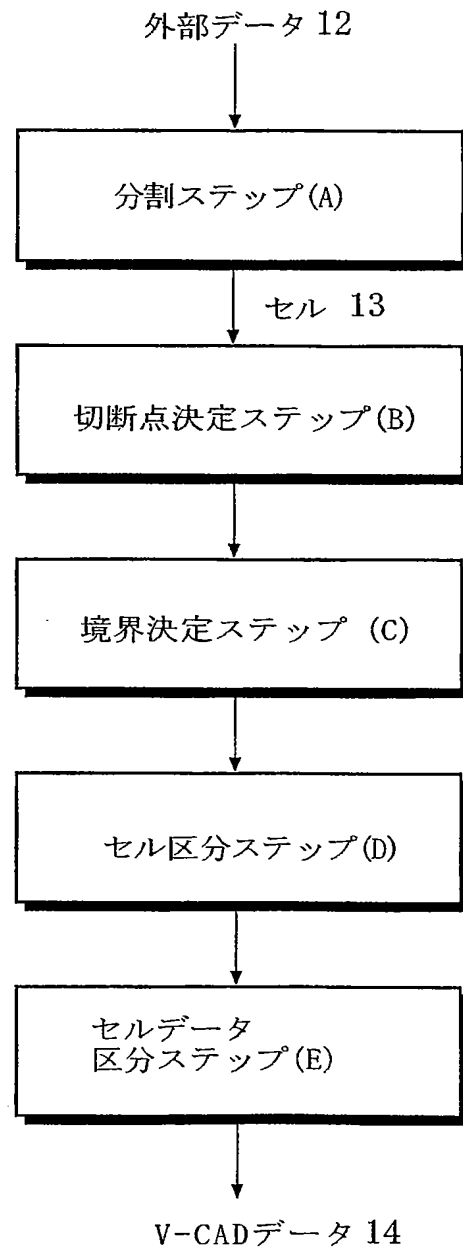 外部データ 12
分割ステップ(A)
セル 13
切断点決定ステップ(B)
境界決定ステップ (C)
セル区分ステップ(D)
セルデータ
区分ステップ(E)
V-CADデータ 14